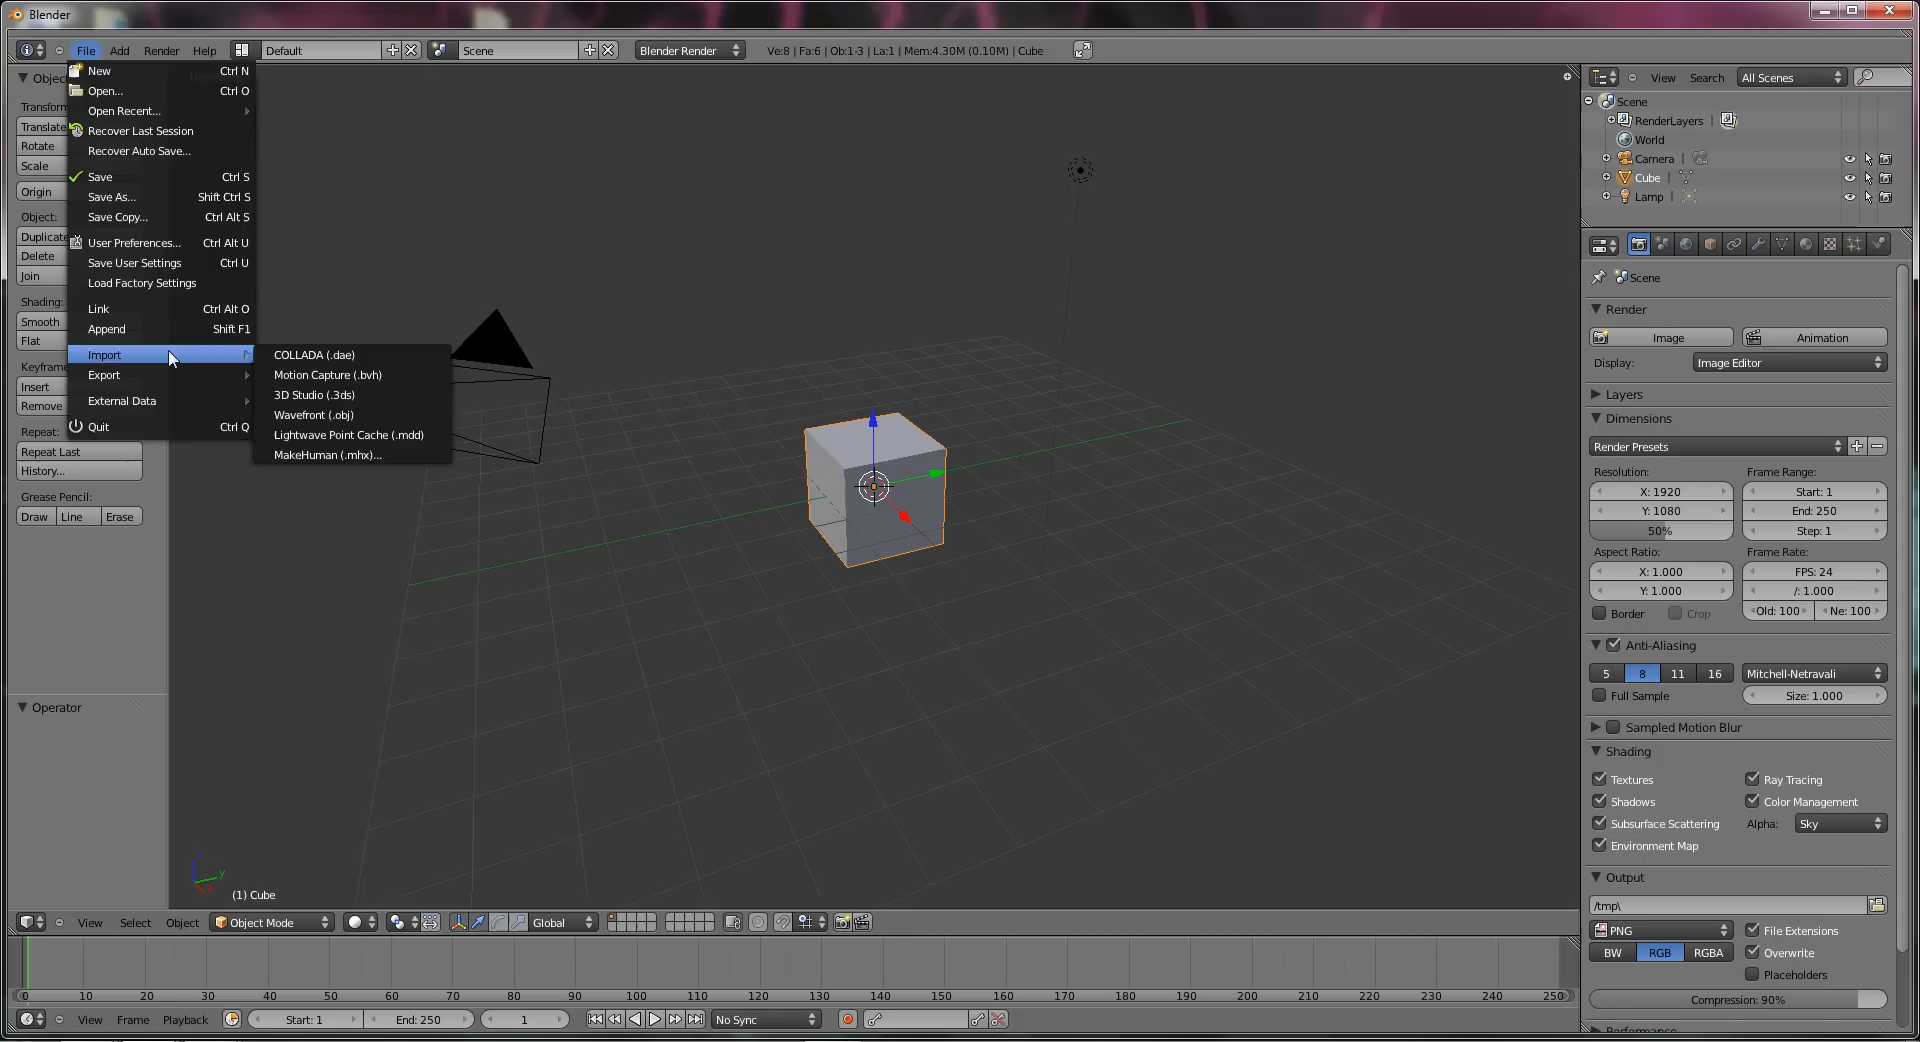 Blender
File Add Render Help Default Scene Blender Render Ve:8 | Fa:6 | Ob:1-3 | La:1 | Mem:4.30M (0.10M) | Cube
New Ctrl N
Open... Ctrl O
Open Recent...
Recover Last Session
Recover Auto Save...
Save Ctrl S
Save As... Shift Ctrl S
Save Copy... Ctrl Alt S
User Preferences... Ctrl Alt U
Save User Settings Ctrl U
Load Factory Settings
Link Ctrl Alt O
Append Shift F1
Import
Export
External Data
Quit Ctrl Q
COLLADA (.dae)
Motion Capture (.bvh)
3D Studio (.3ds)
Wavefront (.obj)
Lightwave Point Cache (.mdd)
MakeHuman (.mhx)...
Translate
Rotate
Scale
Origin
Object:
Duplicate
Delete
Join
Shading:
Smooth
Flat
Insert
Remove
Repeat:
Repeat Last
History...
Grease Pencil:
Draw Line Erase
Operator
(1) Cube
View Select Object Object Mode Global
0 10 20 30 40 50 60 70 80 90 100 110 120 130 140 150 160 170 180 190 200 210 220 230 240 250
View Frame Playback Start: 1 End: 250 1 No Sync
View Search All Scenes
Scene
RenderLayers |
World
Camera |
Cube |
Lamp |
Scene
Render
Image Animation
Display: Image Editor
Layers
Dimensions
Render Presets
Resolution: Frame Range:
X: 1920 Start: 1
Y: 1080 End: 250
50% Step: 1
Aspect Ratio: Frame Rate:
X: 1.000 FPS: 24
Y: 1.000 /: 1.000
Border Crop Old: 100 Ne: 100
Anti-Aliasing
5 8 11 16 Mitchell-Netravali
Full Sample Size: 1.000
Sampled Motion Blur
Shading
Textures Ray Tracing
Shadows Color Management
Subsurface Scattering Alpha: Sky
Environment Map
Output
/tmp\
PNG File Extensions
BW RGB RGBA Overwrite
Placeholders
Compression: 90%